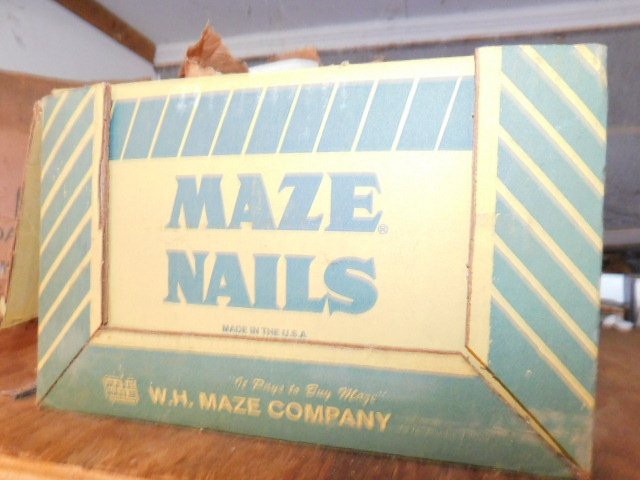 MAZE®
NAILS
MADE IN THE U.S.A
"It Pays to Buy Maze"
W.H. MAZE COMPANY